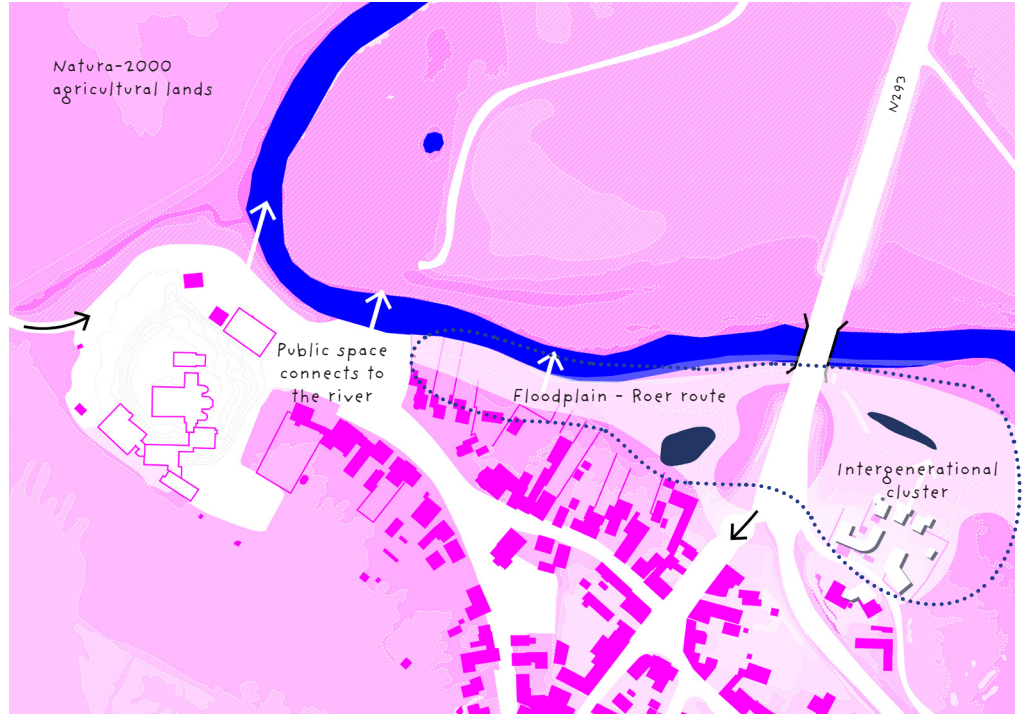 Natura-2000
agricultural lands
N293
Public space
connects to
the river
Floodplain - Roer route
Intergenerational
cluster